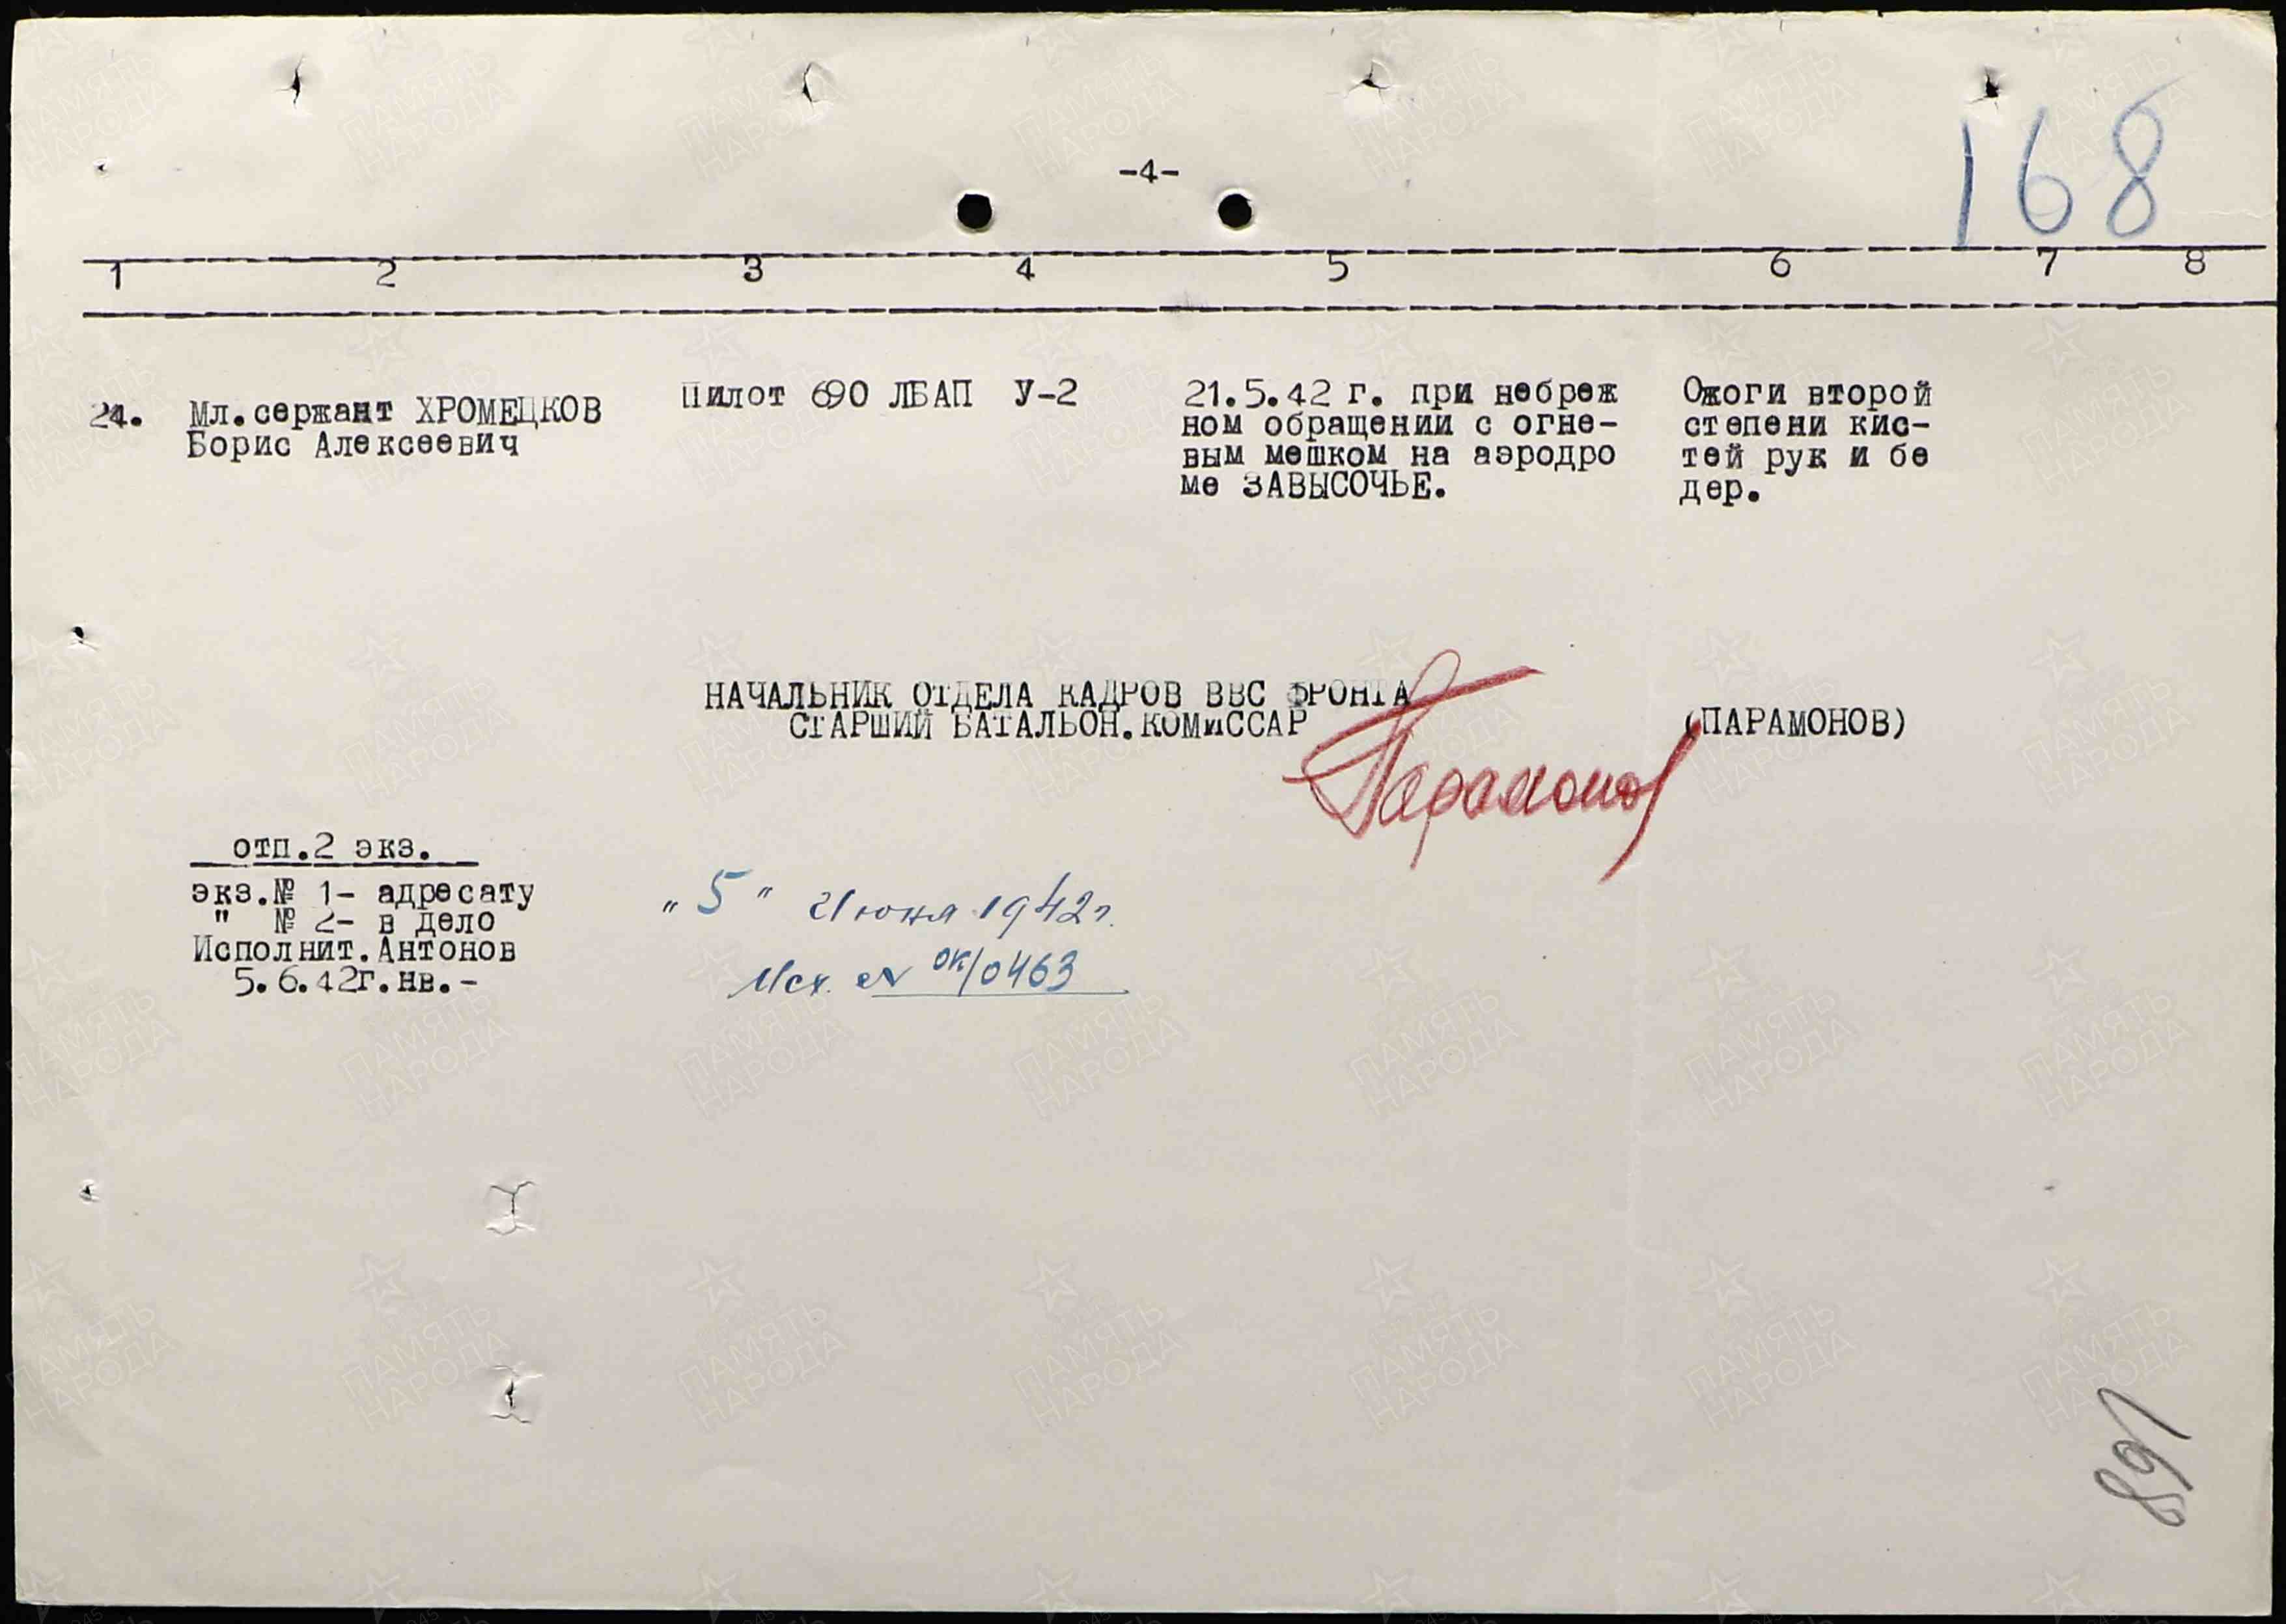 168
-4-
1 2 3 4 5 6 7 8
24. Мл.сержант ХРОМЕЦКОВ Пилот 690 ЛБАП У-2 21.5.42 г. при небреж Ожоги второй
Борис Алексеевич ном обращении с огне- степени кис-
вым мешком на аэродро тей рук и бе
ме ЗАВЫСОЧЬЕ. дер.
НАЧАЛЬНИК ОТДЕЛА КАДРОВ ВВС ФРОНТА
СТАРШИЙ БАТАЛЬОН.КОМиССАР (ПАРАМОНОВ)
Парамонов
отп.2 экз.
экз.№ 1- адресату
" № 2- в дело
Исполнит.Антонов
5.6.42г.нв.-
"5" Июня 1942г.
Исх. № ОК/0463
168
ПАМЯТЬ НАРОДА